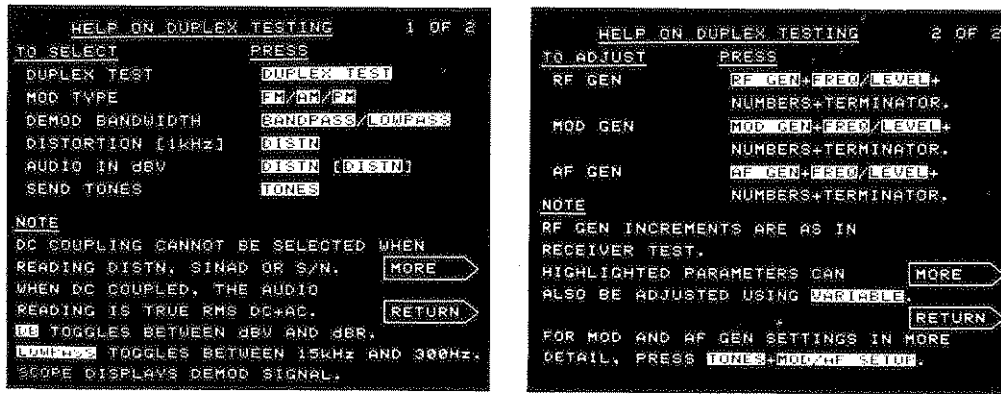 HELP ON DUPLEX TESTING 1 OF 2
TO SELECT PRESS
DUPLEX TEST DUPLEX TEST
MOD TYPE FM/AM/PM
DEMOD BANDWIDTH BANDPASS/LOWPASS
DISTORTION [1kHz] DISTN
AUDIO IN dBV DISTN [DISTN]
SEND TONES TONES
NOTE
DC COUPLING CANNOT BE SELECTED WHEN
READING DISTN, SINAD OR S/N. MORE
WHEN DC COUPLED, THE AUDIO
READING IS TRUE RMS DC+AC. RETURN
DB TOGGLES BETWEEN dBV AND dBR.
LOWPASS TOGGLES BETWEEN 15kHz AND 300Hz.
SCOPE DISPLAYS DEMOD SIGNAL.
HELP ON DUPLEX TESTING 2 OF 2
TO ADJUST PRESS
RF GEN RF GEN+FREQ/LEVEL+
NUMBERS+TERMINATOR.
MOD GEN MOD GEN+FREQ/LEVEL+
NUMBERS+TERMINATOR.
AF GEN AF GEN+FREQ/LEVEL+
NUMBERS+TERMINATOR.
NOTE
RF GEN INCREMENTS ARE AS IN
RECEIVER TEST.
HIGHLIGHTED PARAMETERS CAN MORE
ALSO BE ADJUSTED USING VARIABLE.
RETURN
FOR MOD AND AF GEN SETTINGS IN MORE
DETAIL, PRESS TONES+MOD/AF SETUP.